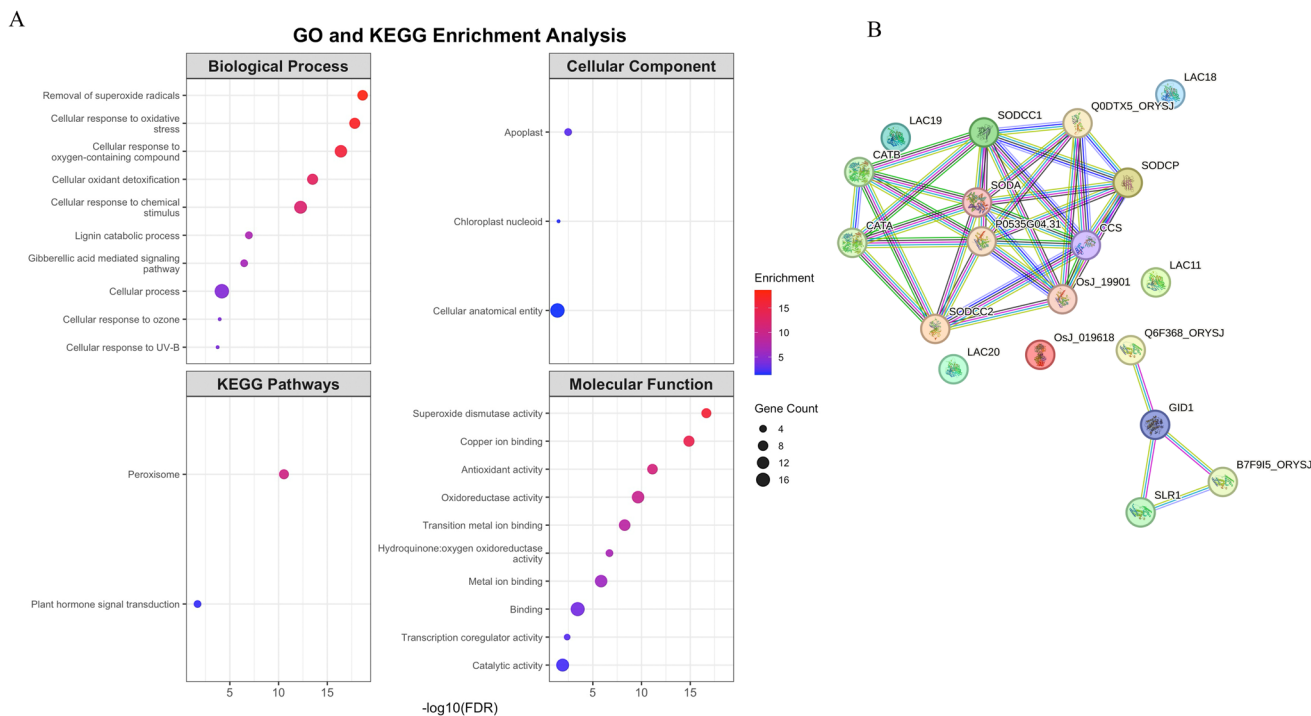 A
GO and KEGG Enrichment Analysis
Biological Process
Removal of superoxide radicals
Cellular response to oxidative
stress
Cellular response to
oxygen-containing compound
Cellular oxidant detoxification
Cellular response to chemical
stimulus
Lignin catabolic process
Gibberellic acid mediated signaling
pathway
Cellular process
Cellular response to ozone
Cellular response to UV-B
Cellular Component
Apoplast
Chloroplast nucleoid
Cellular anatomical entity
KEGG Pathways
Peroxisome
Plant hormone signal transduction
5 10 15
Molecular Function
Superoxide dismutase activity
Copper ion binding
Antioxidant activity
Oxidoreductase activity
Transition metal ion binding
Hydroquinone:oxygen oxidoreductase
activity
Metal ion binding
Binding
Transcription coregulator activity
Catalytic activity
5 10 15
-log10(FDR)
Enrichment
15
10
5
Gene Count
4
8
12
16
B
LAC18
Q0DTX5_ORYSJ
SODCC1
LAC19
CATB
SODCP
SODA
P0535G04.31
CATA
CCS
LAC11
OsJ_19901
SODCC2
OsJ_019618
Q6F368_ORYSJ
LAC20
GID1
B7F9I5_ORYSJ
SLR1